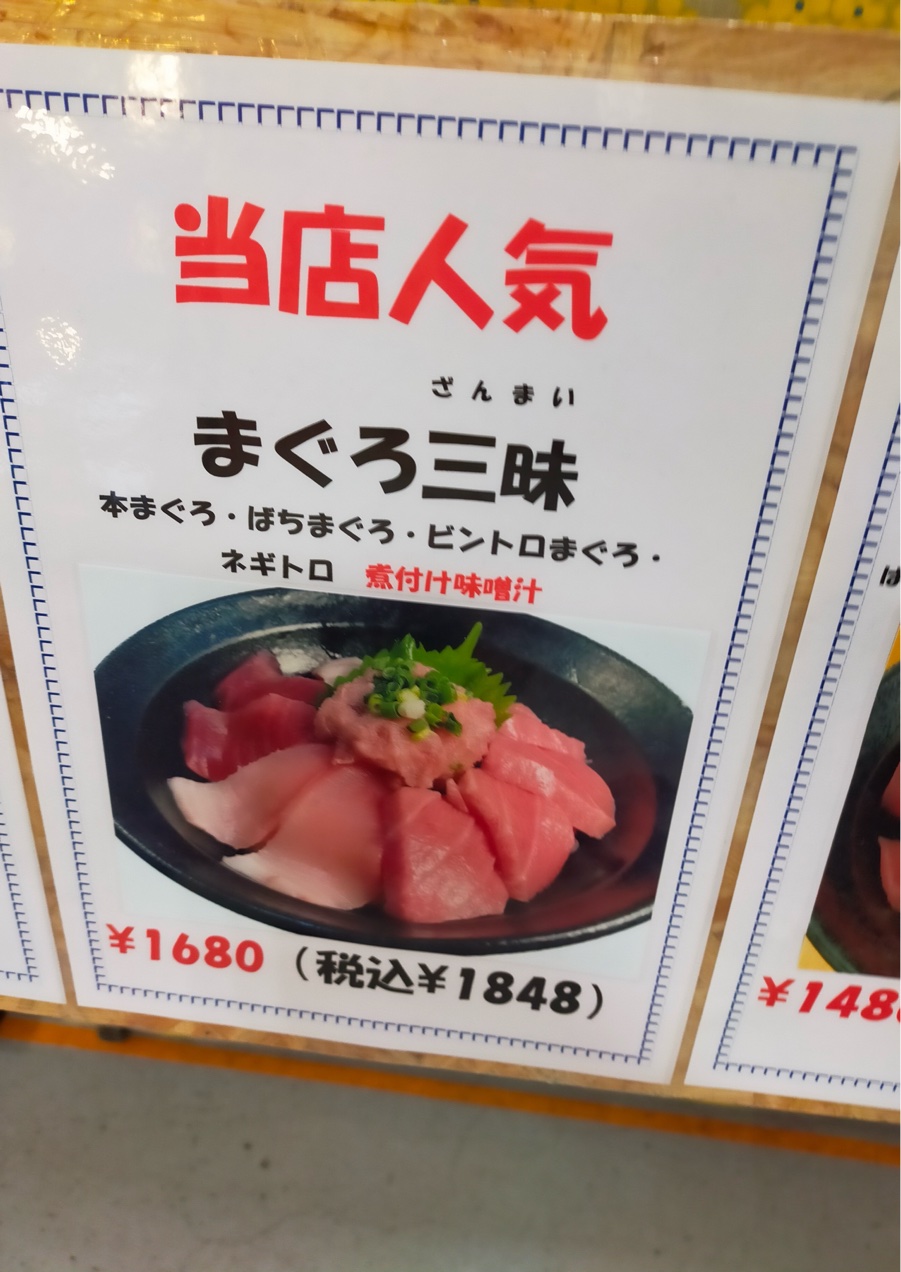 当店人気
ざんまい
まぐろ三昧
本まぐろ・ばちまぐろ・ビントロまぐろ・
ネギトロ 煮付け味噌汁
¥1680 (税込¥1848)
は
¥148